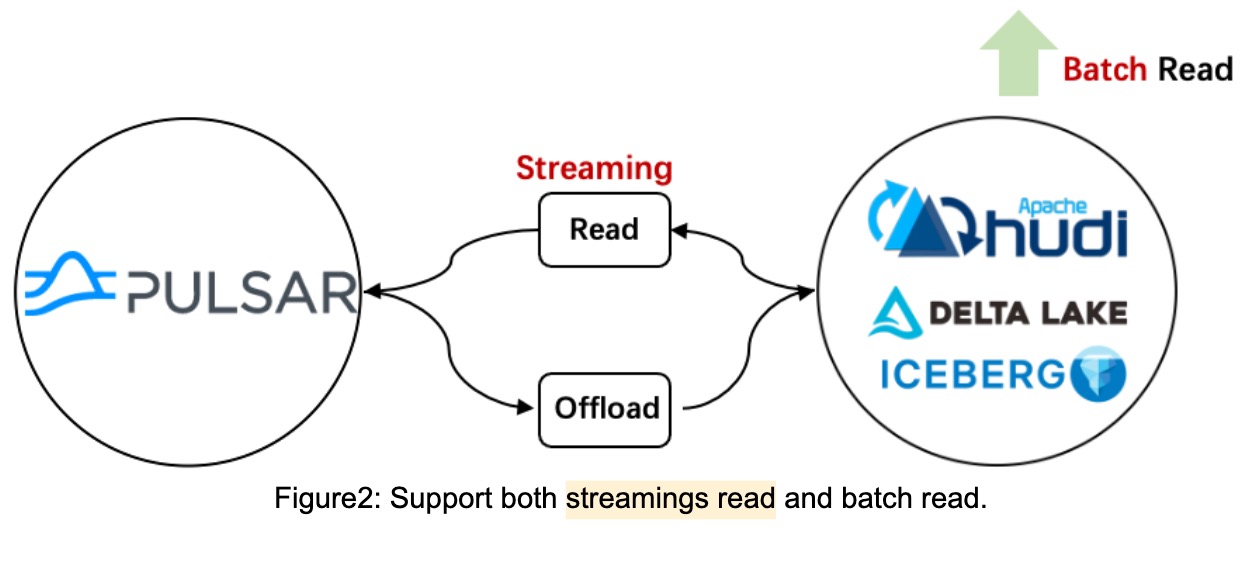 Batch Read
Streaming
Read
PULSAR
Apache
hudi
DELTA LAKE
ICEBERG
Offload
Figure2: Support both streamings read and batch read.